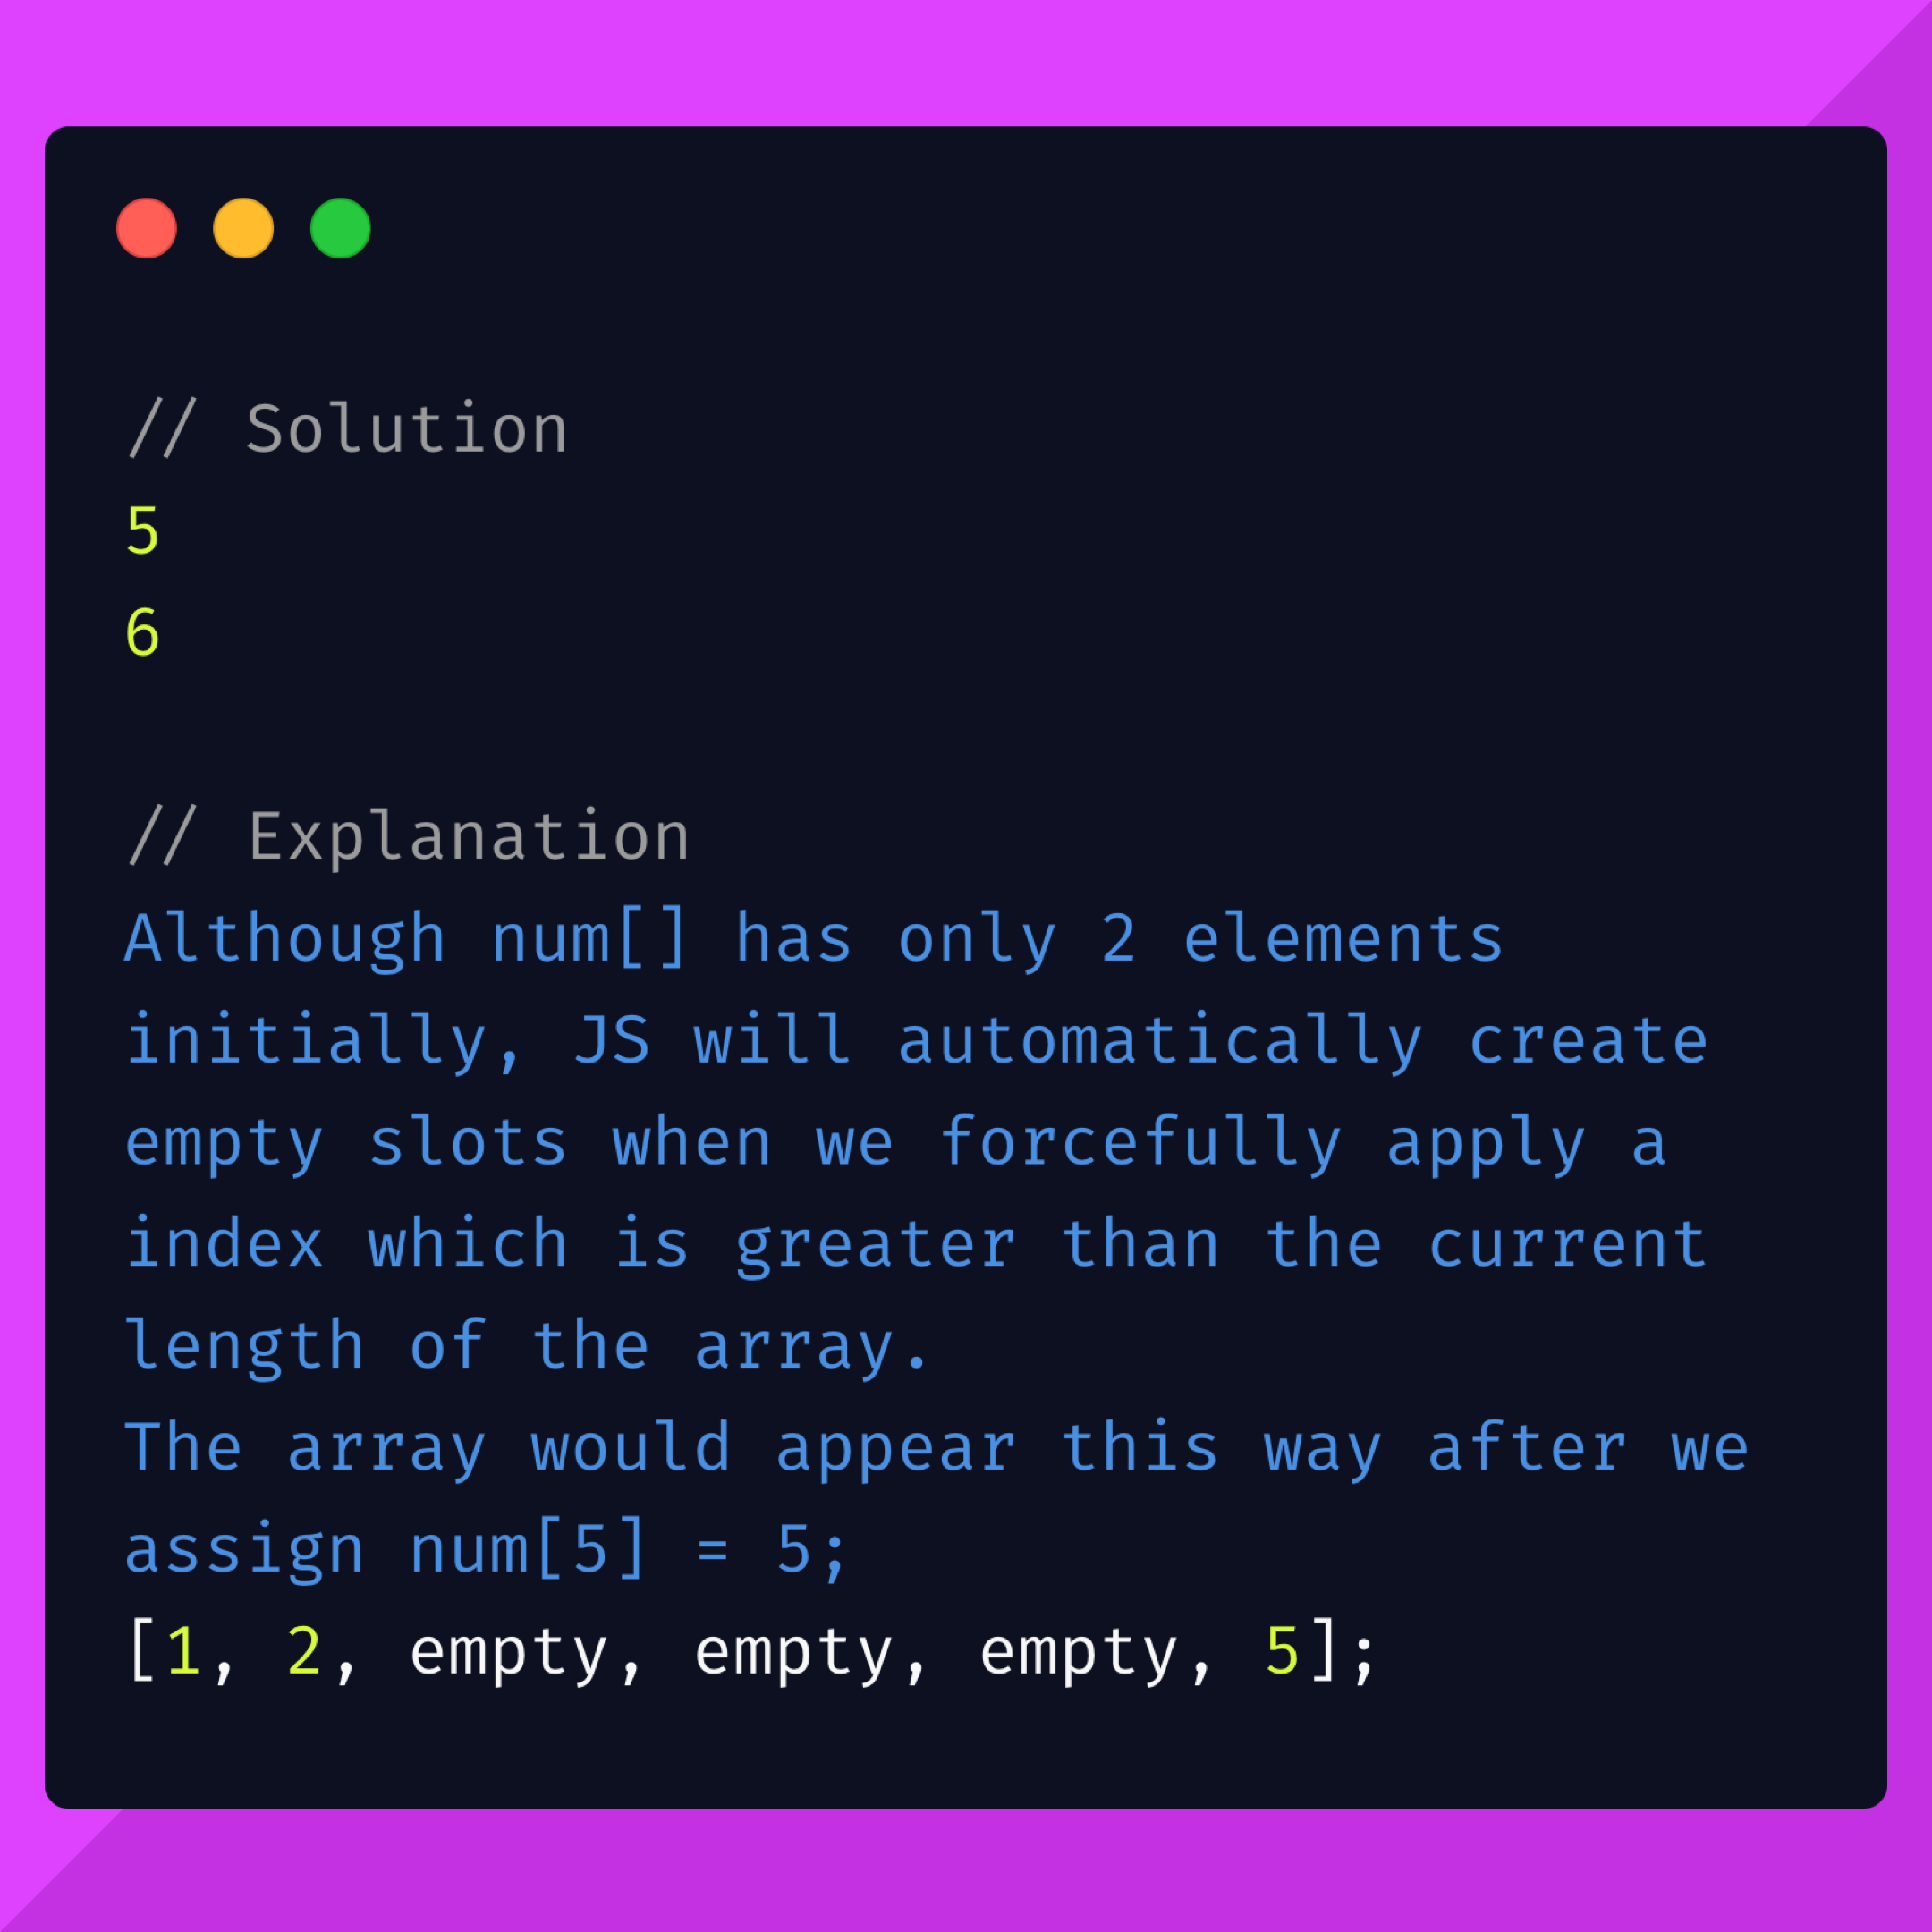 // Solution
5
6
// Explanation
Although num[] has only 2 elements
initially, JS will automatically create
empty slots when we forcefully apply a
index which is greater than the current
length of the array.
The array would appear this way after we
assign num[5] = 5;
[1, 2, empty, empty, empty, 5];